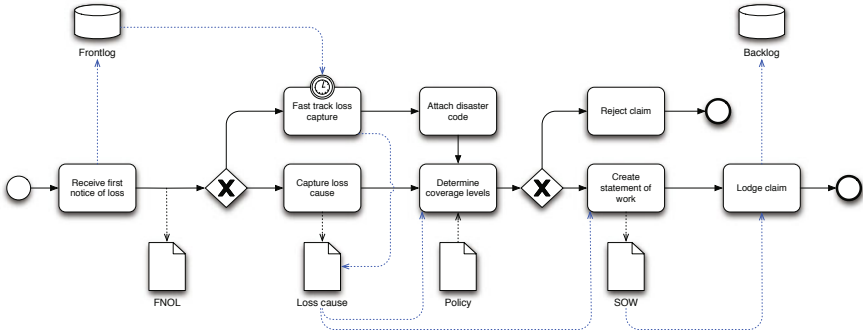 Frontlog
Backlog
Fast track loss
capture
Attach disaster
code
Reject claim
Receive first
notice of loss
Capture loss
cause
Determine
coverage levels
Create
statement of
work
Lodge claim
FNOL
Loss cause
Policy
SOW